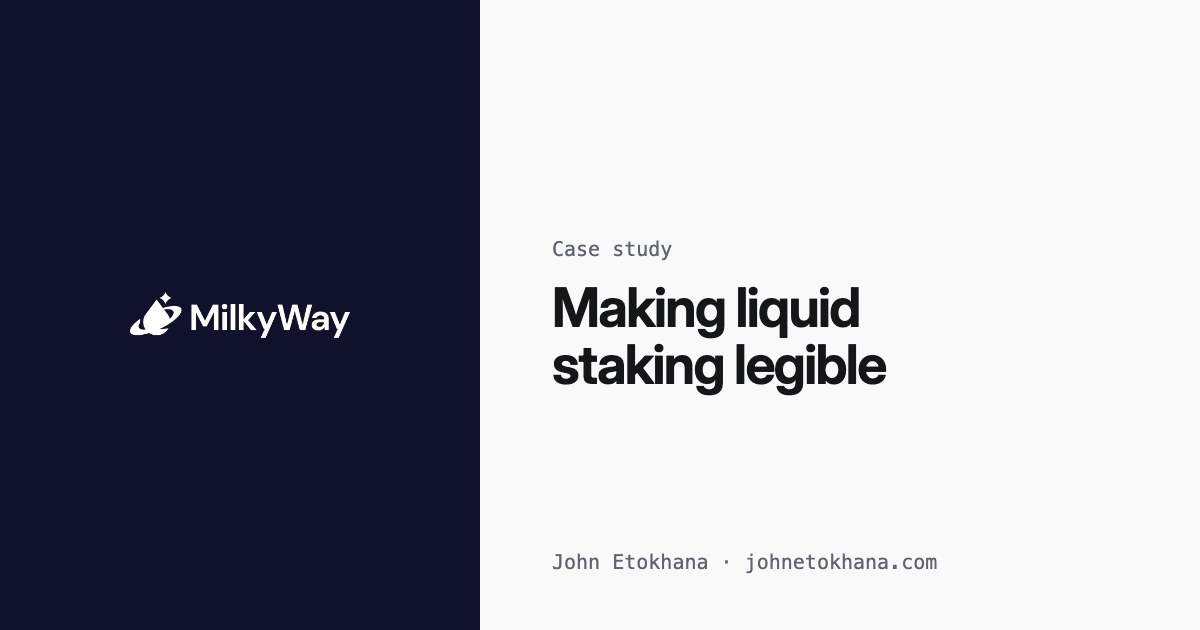 MilkyWay
Case study
Making liquid
staking legible
John Etokhana · johnetokhana.com